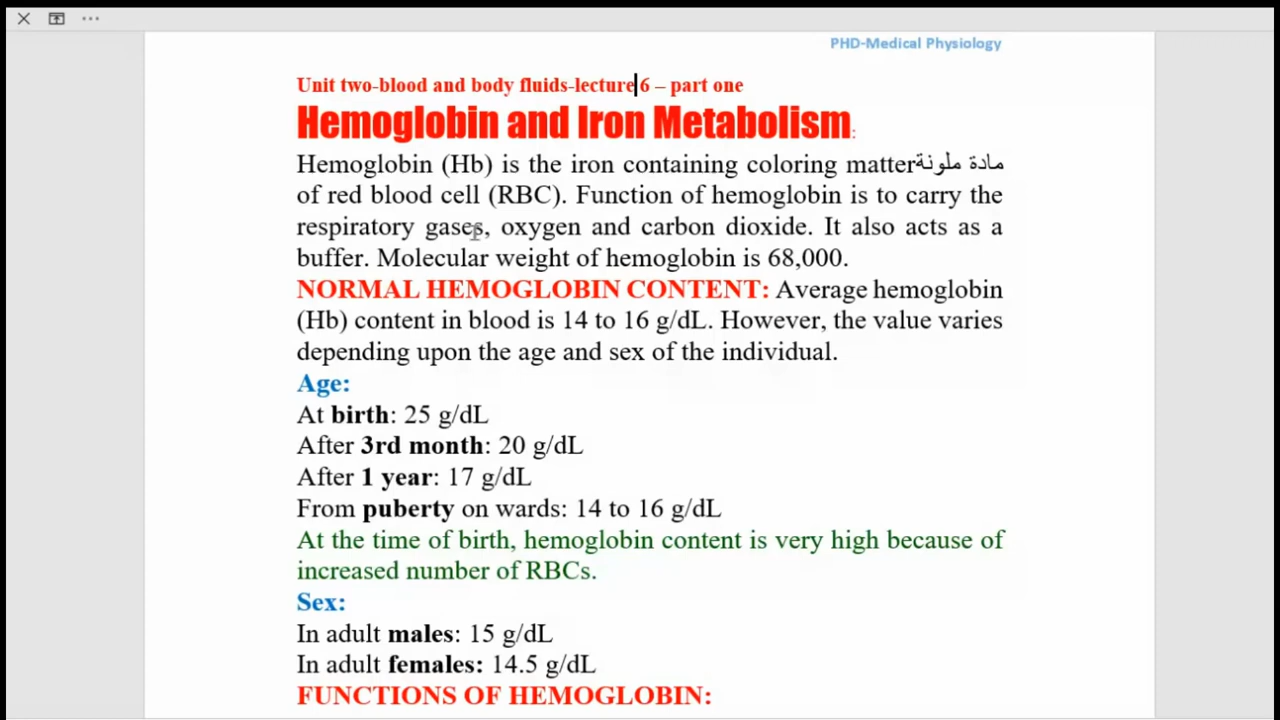 PHD-Medical Physiology
Unit two-blood and body fluids-lecture 6 – part one
Hemoglobin and Iron Metabolism:
Hemoglobin (Hb) is the iron containing coloring matter مادة ملونة
of red blood cell (RBC). Function of hemoglobin is to carry the
respiratory gases, oxygen and carbon dioxide. It also acts as a
buffer. Molecular weight of hemoglobin is 68,000.
NORMAL HEMOGLOBIN CONTENT: Average hemoglobin
(Hb) content in blood is 14 to 16 g/dL. However, the value varies
depending upon the age and sex of the individual.
Age:
At birth: 25 g/dL
After 3rd month: 20 g/dL
After 1 year: 17 g/dL
From puberty on wards: 14 to 16 g/dL
At the time of birth, hemoglobin content is very high because of
increased number of RBCs.
Sex:
In adult males: 15 g/dL
In adult females: 14.5 g/dL
FUNCTIONS OF HEMOGLOBIN: